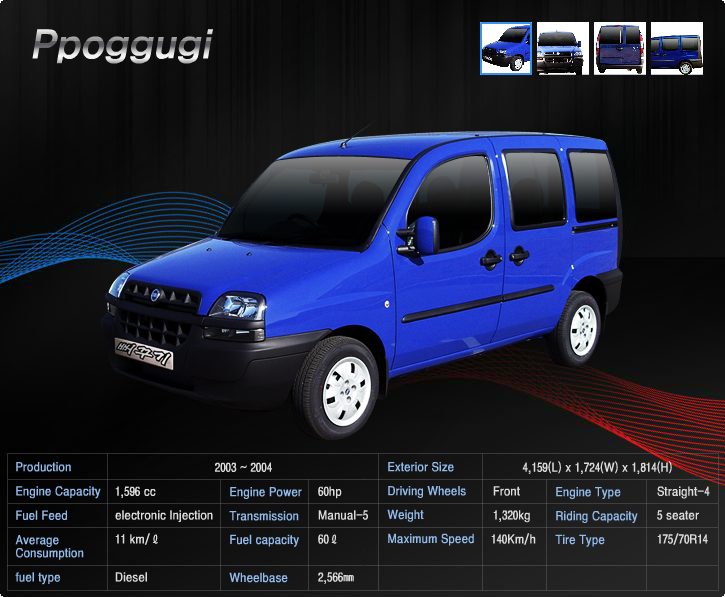 Ppoggugi
뻐꾸기
Production 2003 ~ 2004 Exterior Size 4,159(L) x 1,724(W) x 1,814(H)
Engine Capacity 1,596 cc Engine Power 60hp Driving Wheels Front Engine Type Straight-4
Fuel Feed electronic Injection Transmission Manual-5 Weight 1,320kg Riding Capacity 5 seater
Average Consumption 11 km/ℓ Fuel capacity 60ℓ Maximum Speed 140Km/h Tire Type 175/70R14
fuel type Diesel Wheelbase 2,566㎜